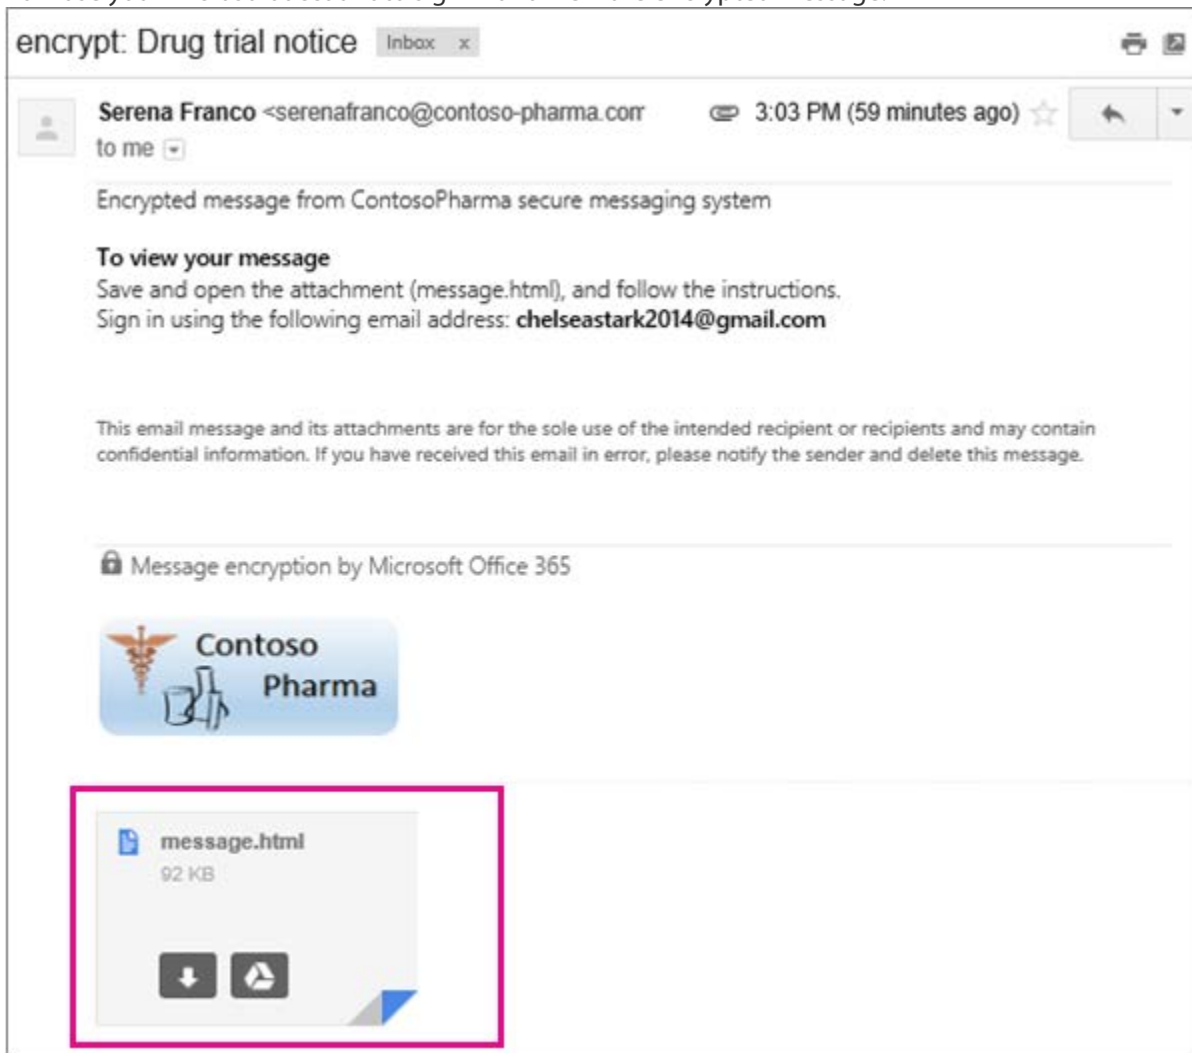 encrypt: Drug trial notice Inbox x
Serena Franco <serenafranco@contoso-pharma.com 3:03 PM (59 minutes ago)
to me
Encrypted message from ContosoPharma secure messaging system
To view your message
Save and open the attachment (message.html), and follow the instructions.
Sign in using the following email address: chelseastark2014@gmail.com
This email message and its attachments are for the sole use of the intended recipient or recipients and may contain
confidential information. If you have received this email in error, please notify the sender and delete this message.
Message encryption by Microsoft Office 365
Contoso
Pharma
message.html
92 KB